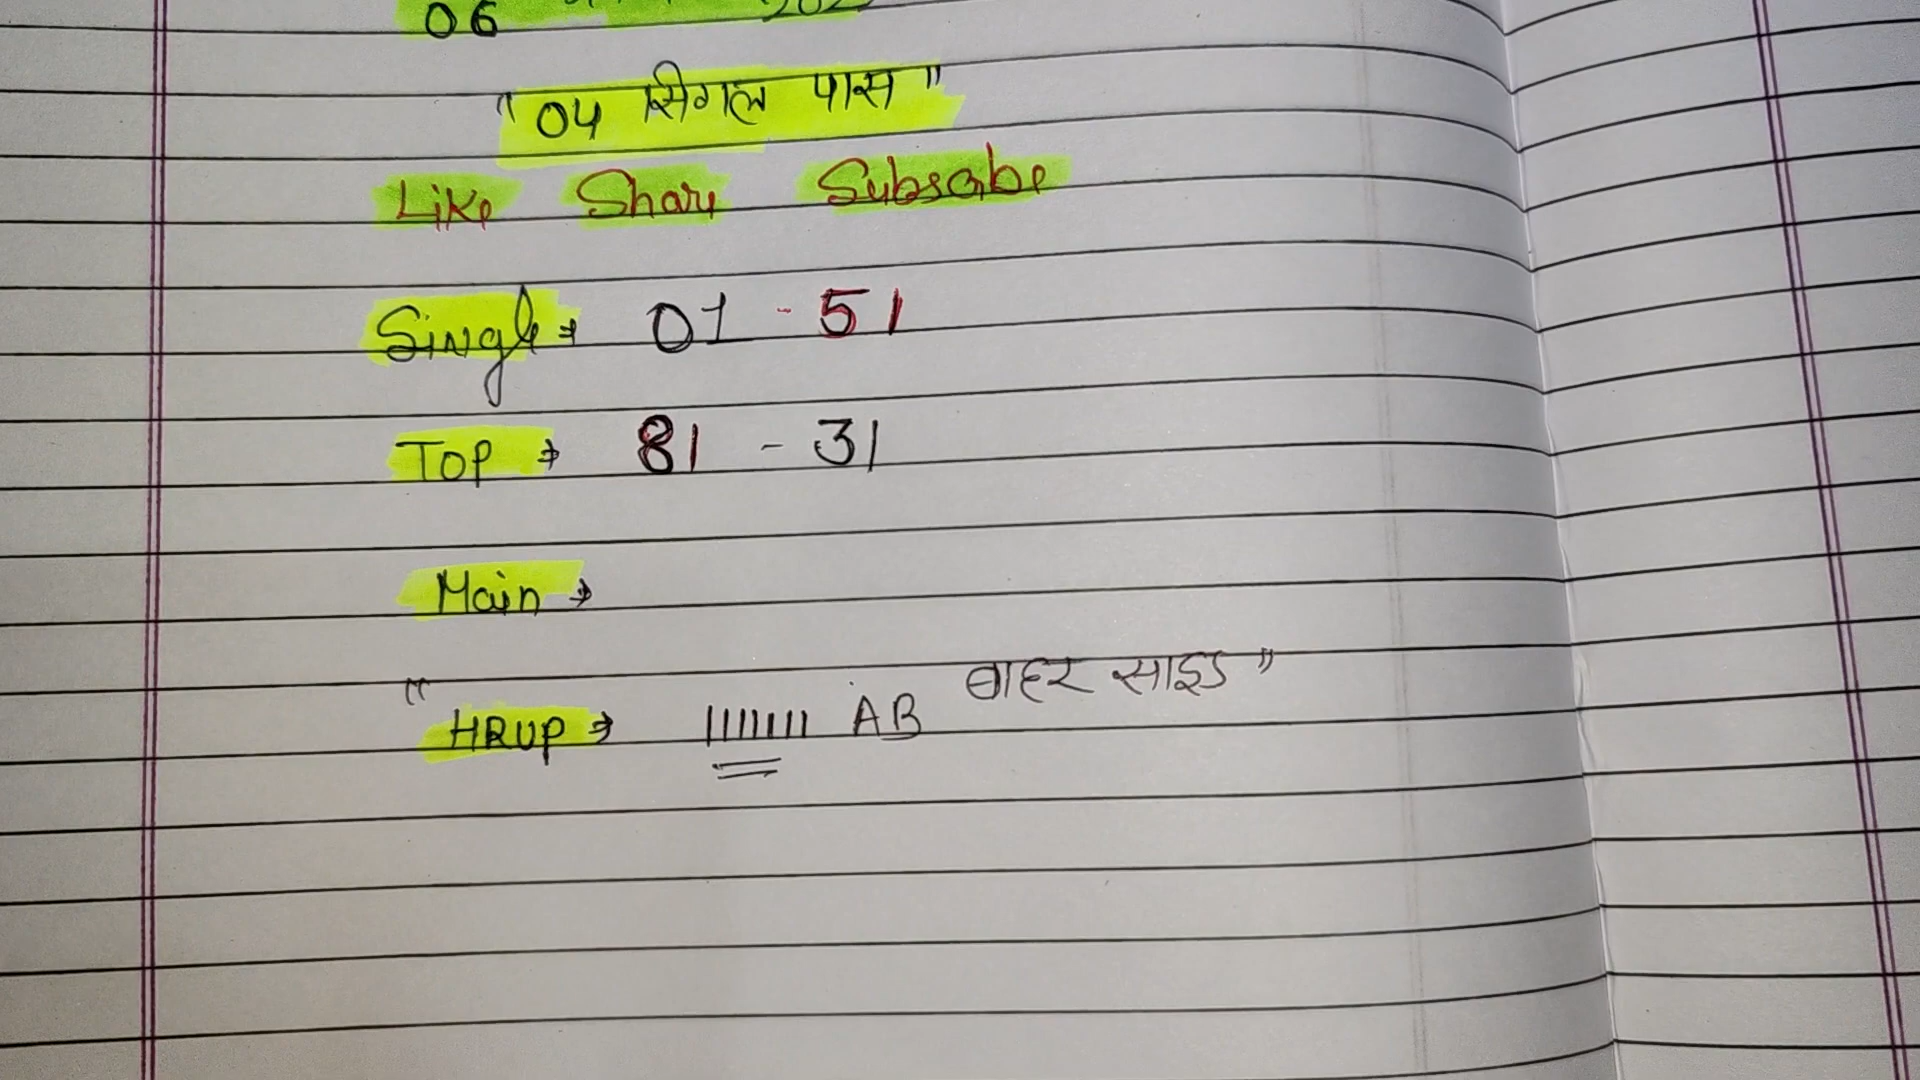 06
" 04 सिंगल पास "
Like Share Subscribe
Single → 01 - 51
TOP → 81 - 31
Main →
" HRUP → |||||||| AB बाहर साइड "